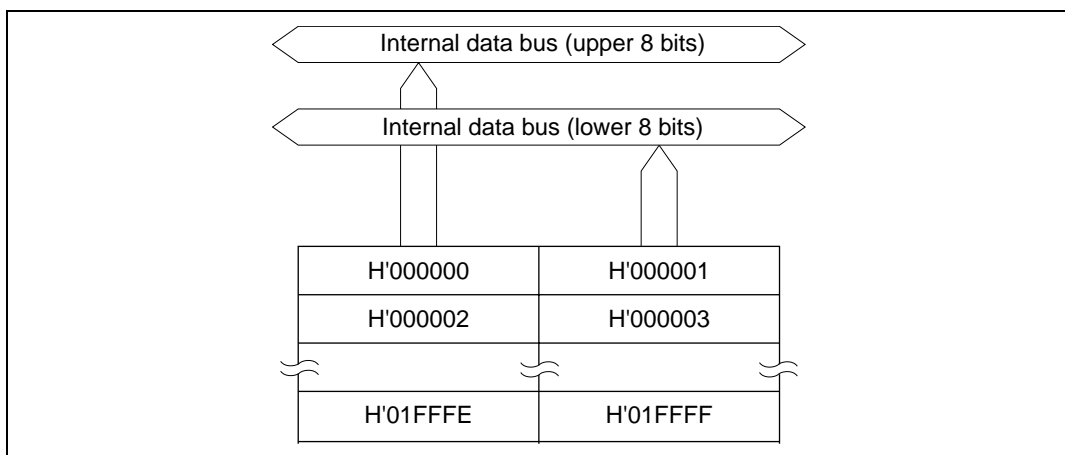 Internal data bus (upper 8 bits)
Internal data bus (lower 8 bits)
H'000000 H'000001
H'000002 H'000003
H'01FFFE H'01FFFF